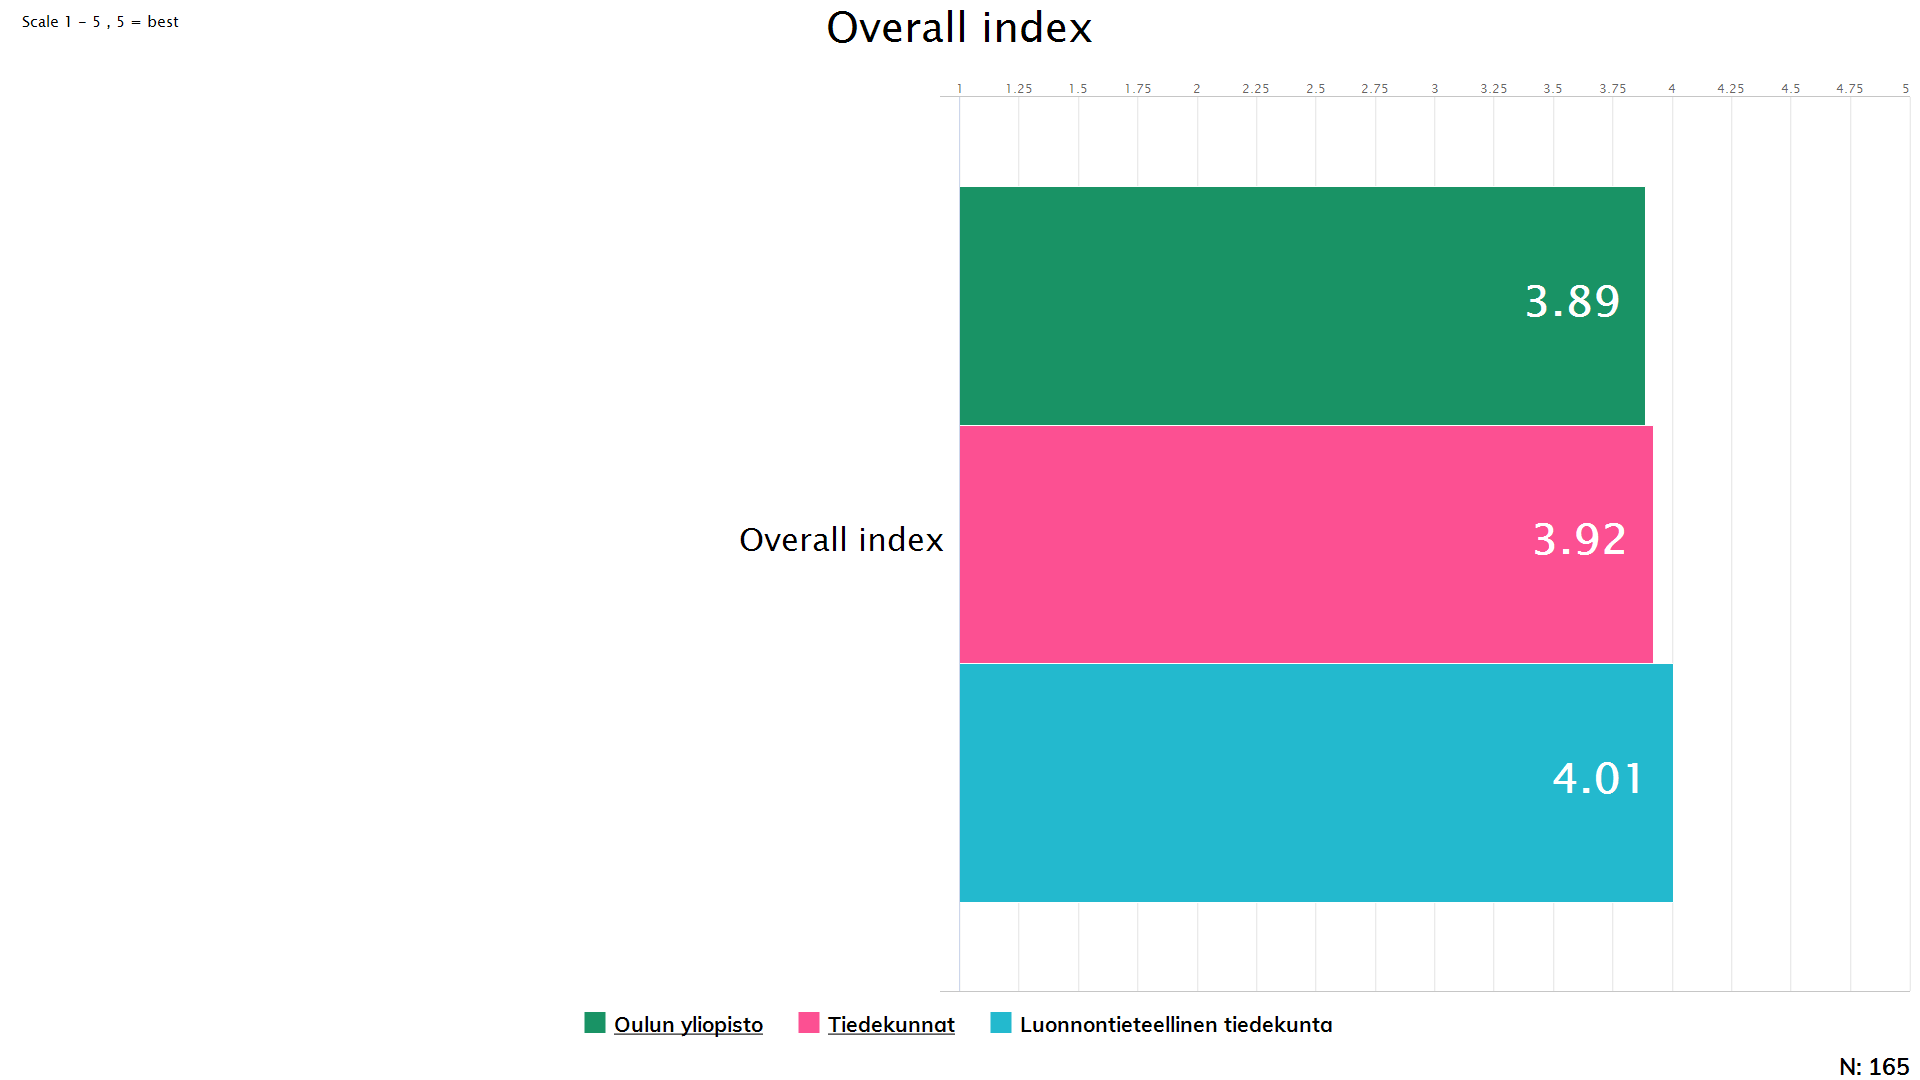 Scale 1 - 5 , 5 = best
Overall index
1 1.25 1.5 1.75 2 2.25 2.5 2.75 3 3.25 3.5 3.75 4 4.25 4.5 4.75 5
3.89
Overall index 3.92
4.01
Oulun yliopisto Tiedekunnat Luonnontieteellinen tiedekunta
N: 165